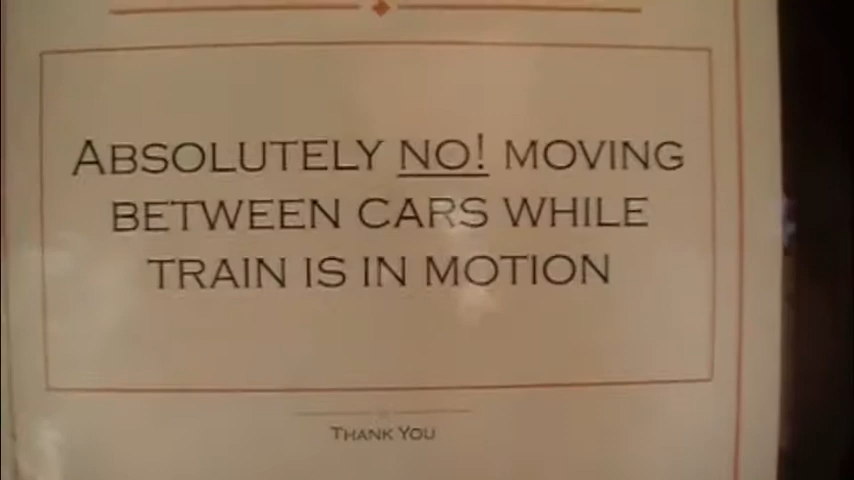 ABSOLUTELY NO! MOVING
BETWEEN CARS WHILE
TRAIN IS IN MOTION
THANK YOU